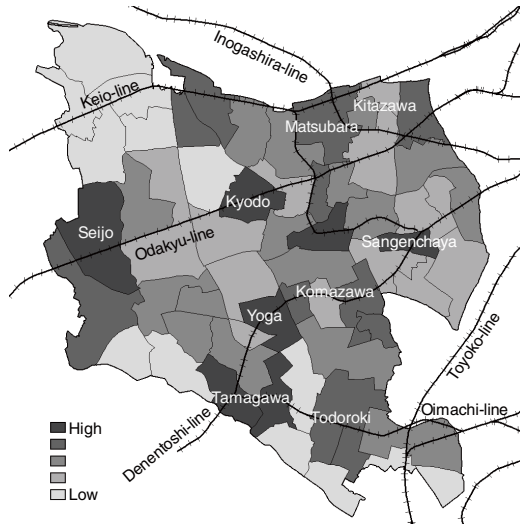 Inogashira-line
Keio-line
Kitazawa
Matsubara
Kyodo
Seijo
Odakyu-line
Sangenchaya
Komazawa
Yoga
Toyoko-line
Tamagawa
Todoroki
Oimachi-line
Denentoshi-line
High
Low